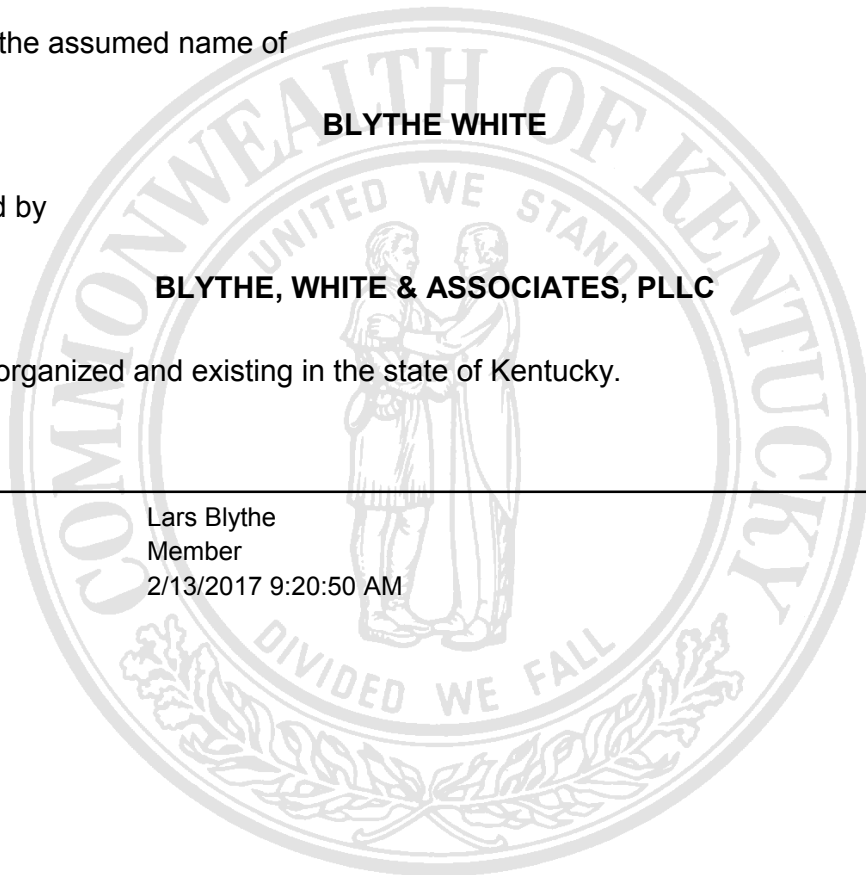 the assumed name of
BLYTHE WHITE
d by
BLYTHE, WHITE & ASSOCIATES, PLLC
organized and existing in the state of Kentucky.
Lars Blythe
Member
2/13/2017 9:20:50 AM
COMMONWEALTH OF KENTUCKY
UNITED WE STAND
DIVIDED WE FALL